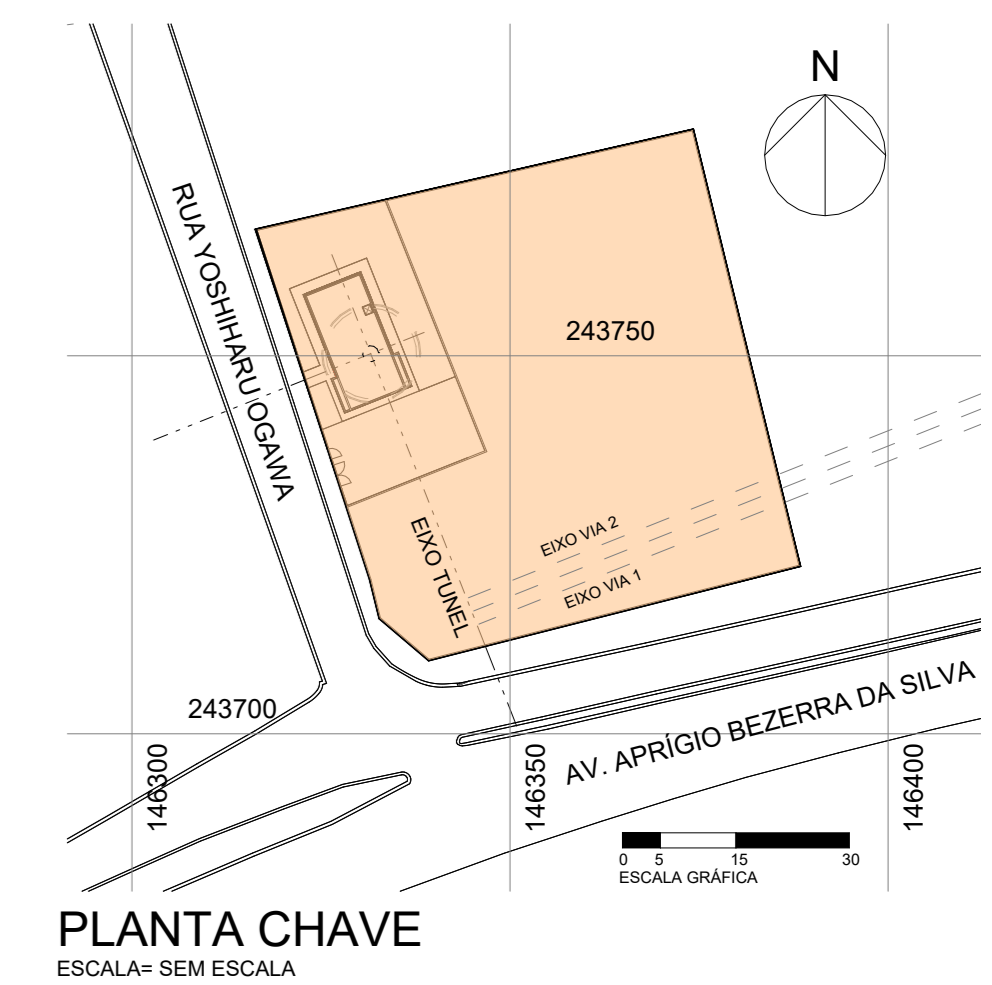 N
RUA YOSHIHARU OGAWA
243750
EIXO TUNEL
EIXO VIA 2
EIXO VIA 1
243700
146300
146350
146400
AV. APRÍGIO BEZERRA DA SILVA
0 5 15 30
ESCALA GRÁFICA
PLANTA CHAVE
ESCALA= SEM ESCALA